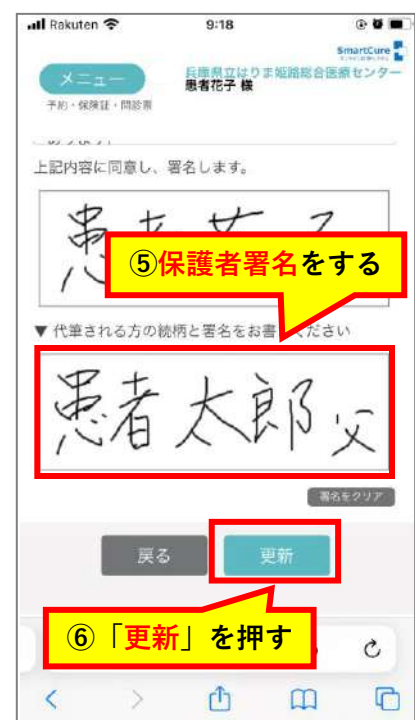 Rakuten 9:18
SmartCure
メニュー
予約・保険証・問診票
兵庫県立はりま姫路総合医療センター
患者花子 様
上記内容に同意し、署名します。
患者花子
⑤保護者署名をする
▼ 代筆される方の続柄と署名をお書きください
患者太郎 父
署名をクリア
戻る
更新
⑥「更新」を押す